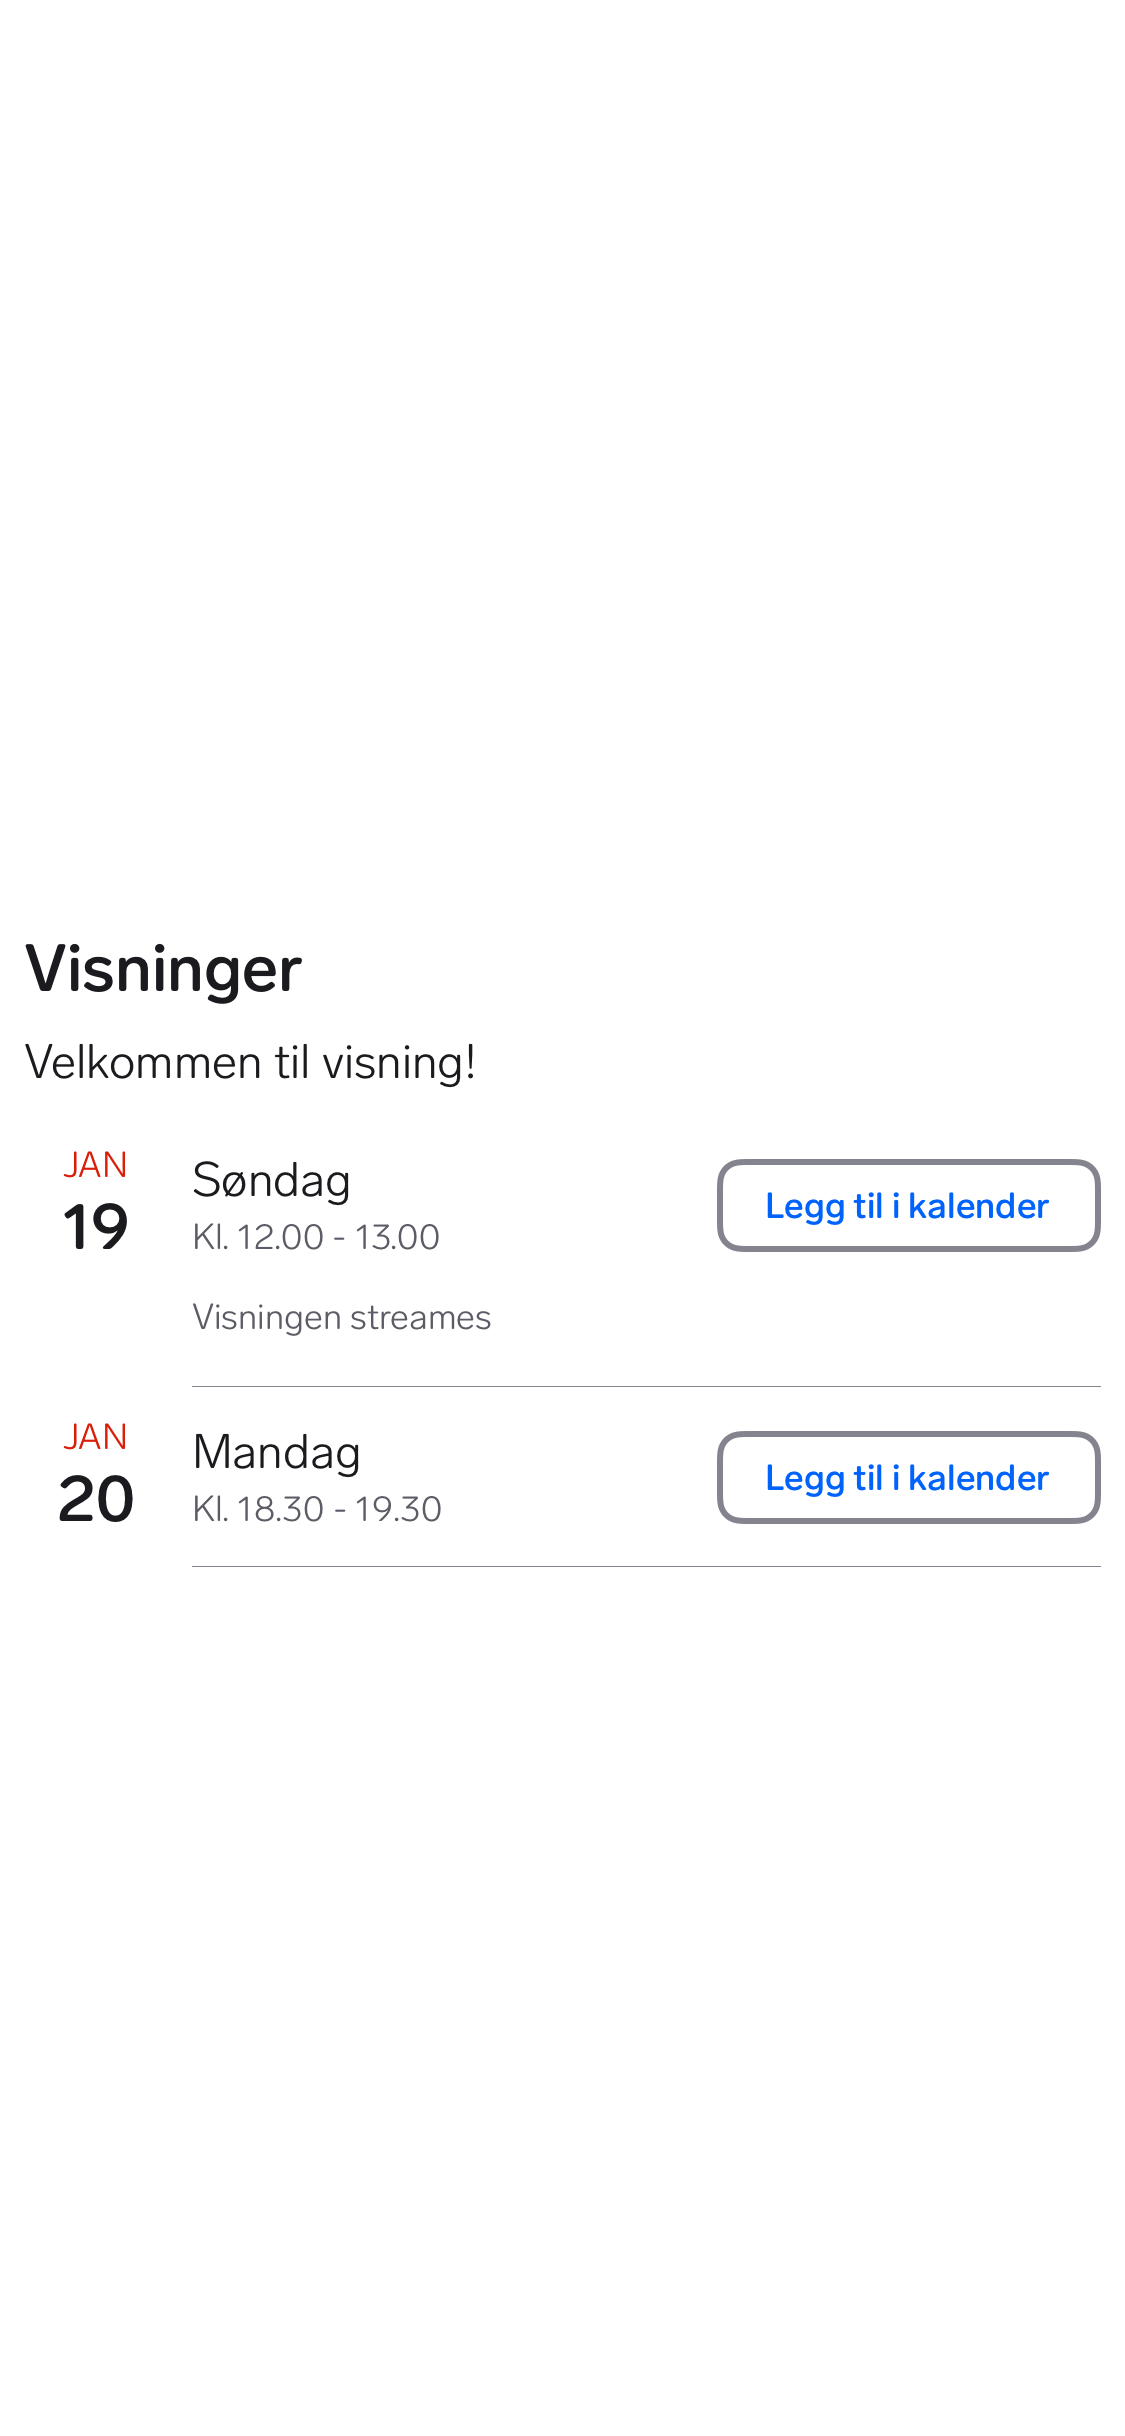 Visninger
Velkommen til visning!
JAN
19
Søndag
Kl. 12.00 - 13.00
Legg til i kalender
Visningen streames
JAN
20
Mandag
Kl. 18.30 - 19.30
Legg til i kalender